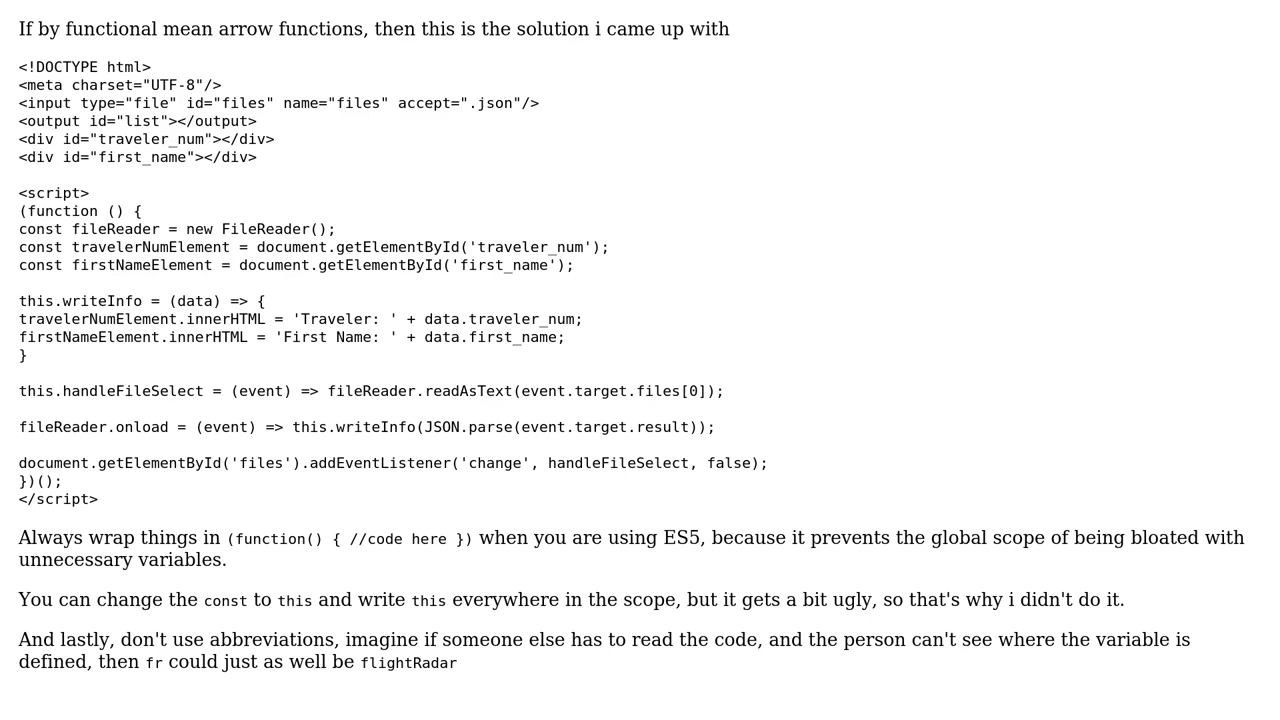 If by functional mean arrow functions, then this is the solution i came up with
<!DOCTYPE html>
<meta charset="UTF-8"/>
<input type="file" id="files" name="files" accept=".json"/>
<output id="list"></output>
<div id="traveler_num"></div>
<div id="first_name"></div>
<script>
(function () {
const fileReader = new FileReader();
const travelerNumElement = document.getElementById('traveler_num');
const firstNameElement = document.getElementById('first_name');
this.writeInfo = (data) => {
travelerNumElement.innerHTML = 'Traveler: ' + data.traveler_num;
firstNameElement.innerHTML = 'First Name: ' + data.first_name;
}
this.handleFileSelect = (event) => fileReader.readAsText(event.target.files[0]);
fileReader.onload = (event) => this.writeInfo(JSON.parse(event.target.result));
document.getElementById('files').addEventListener('change', handleFileSelect, false);
})();
</script>
Always wrap things in (function() { //code here }) when you are using ES5, because it prevents the global scope of being bloated with
unnecessary variables.
You can change the const to this and write this everywhere in the scope, but it gets a bit ugly, so that's why i didn't do it.
And lastly, don't use abbreviations, imagine if someone else has to read the code, and the person can't see where the variable is
defined, then fr could just as well be flightRadar